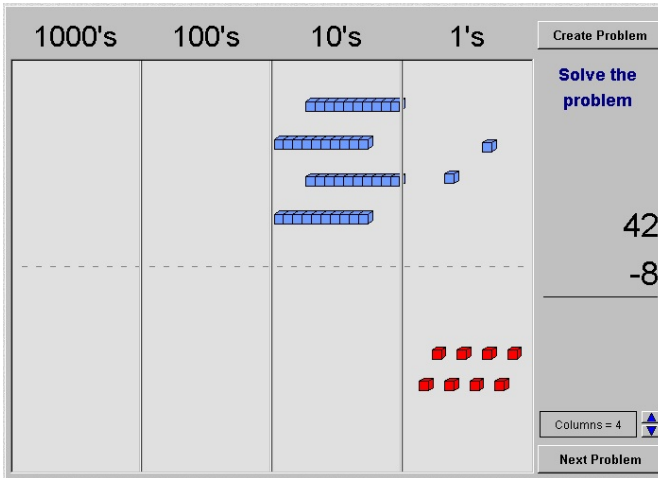 1000's 100's 10's 1's
Create Problem
Solve the
problem
42
-8
Columns = 4
Next Problem